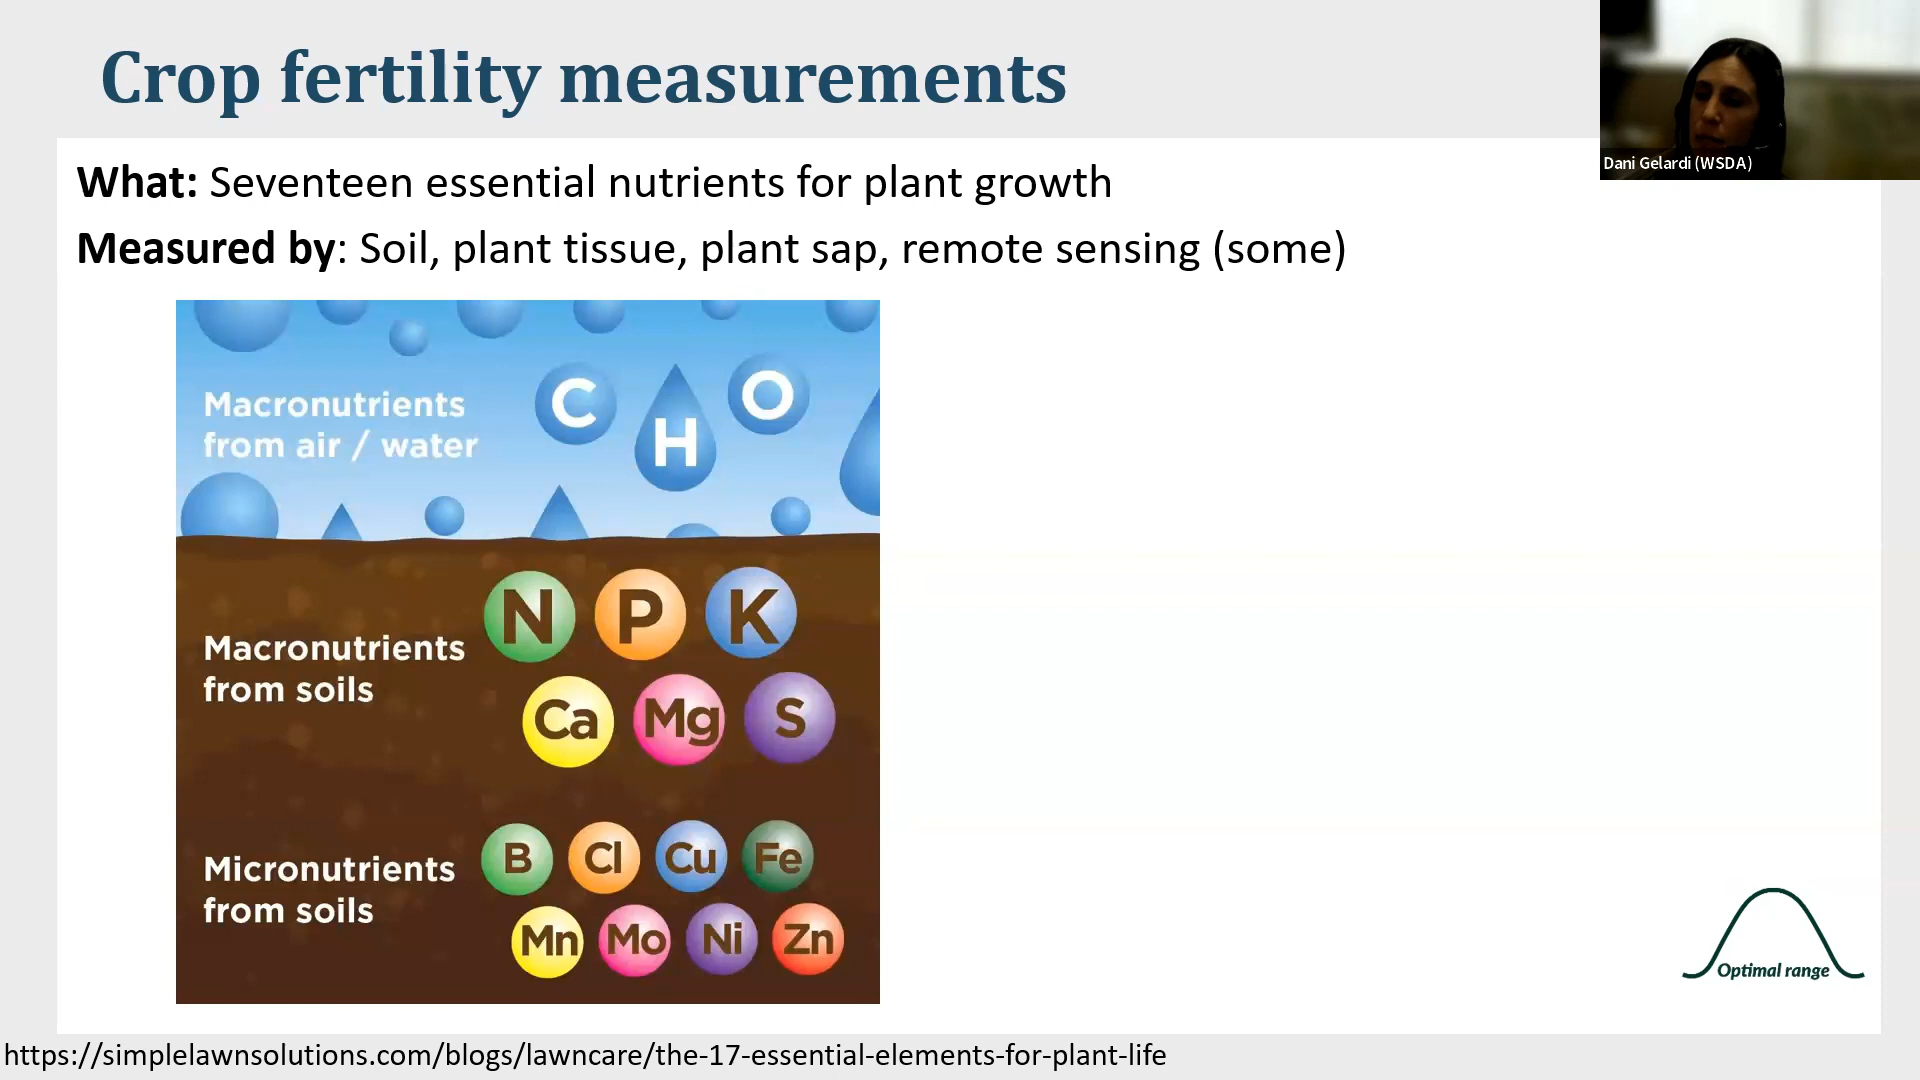 Crop fertility measurements
Dani Gelardi (WSDA)
What: Seventeen essential nutrients for plant growth
Measured by: Soil, plant tissue, plant sap, remote sensing (some)
Macronutrients
from air / water
C H O
Macronutrients
from soils
N P K
Ca Mg S
Micronutrients
from soils
B Cl Cu Fe
Mn Mo Ni Zn
Optimal range
https://simplelawnsolutions.com/blogs/lawncare/the-17-essential-elements-for-plant-life